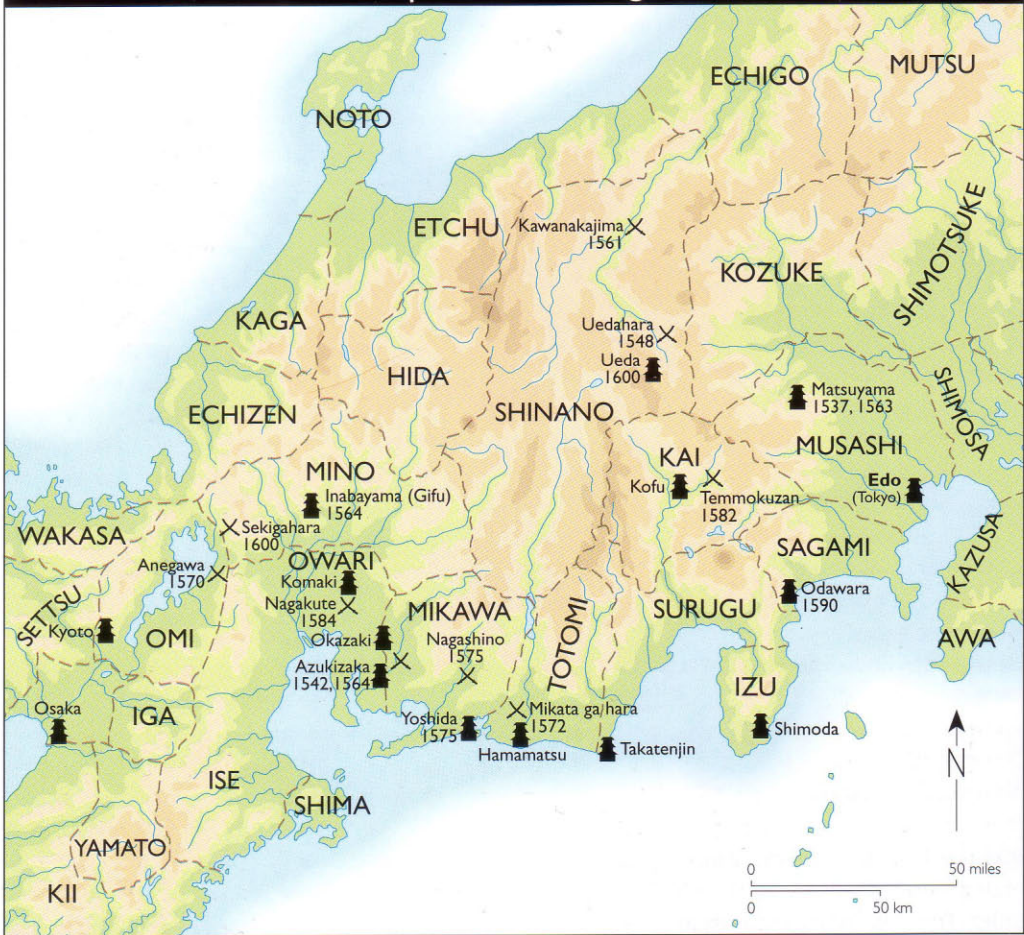 ECHIGO
MUTSU
NOTO
SHIMOTSUKE
ETCHU
Kawanakajima
1561
KOZUKE
KAGA
Uedahara
1548
Ueda
1600
HIDA
SHINANO
Matsuyama
1537, 1563
SHIMOSA
ECHIZEN
MUSASHI
MINO
KAI
Inabayama (Gifu)
1564
Kofu
Temmokuzan
1582
Edo
(Tokyo)
WAKASA
Sekigahara
1600
SAGAMI
KAZUSA
OWARI
Anegawa
1570
Komaki
Odawara
1590
SETTSU
Nagakute
1584
MIKAWA
TOTOMI
SURUGU
Kyoto
OMI
Okazaki
Nagashino
1575
AWA
Azukizaka
1542, 1564
IZU
Osaka
IGA
Yoshida
1575
Mikata ga hara
1572
Shimoda
Hamamatsu
Takatenjin
N
ISE
SHIMA
YAMATO
KII
0 50 miles
0 50 km